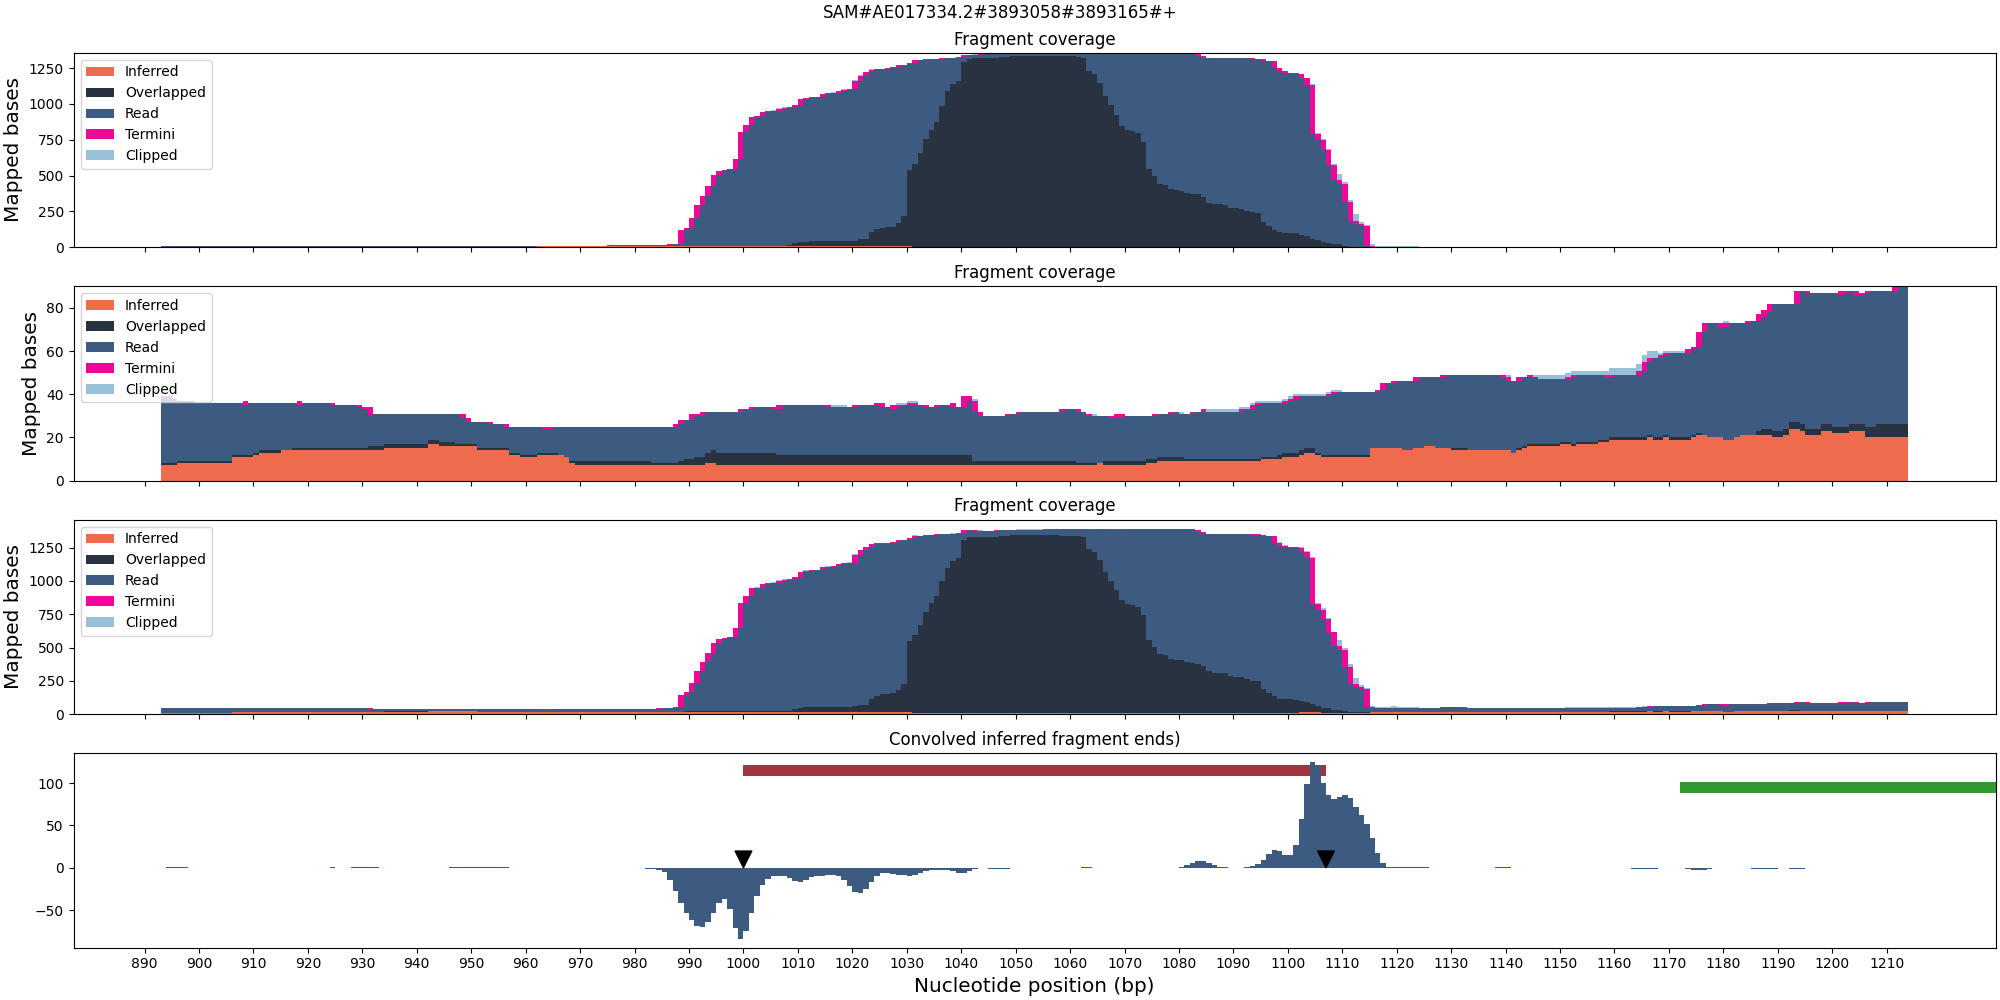 SAM#AE017334.2#3893058#3893165#+
Fragment coverage
Mapped bases
1250
1000
750
500
250
0
Inferred
Overlapped
Read
Termini
Clipped
Fragment coverage
Mapped bases
80
60
40
20
0
Inferred
Overlapped
Read
Termini
Clipped
Fragment coverage
Mapped bases
1250
1000
750
500
250
0
Inferred
Overlapped
Read
Termini
Clipped
Convolved inferred fragment ends)
100
50
0
−50
890 900 910 920 930 940 950 960 970 980 990 1000 1010 1020 1030 1040 1050 1060 1070 1080 1090 1100 1110 1120 1130 1140 1150 1160 1170 1180 1190 1200 1210
Nucleotide position (bp)